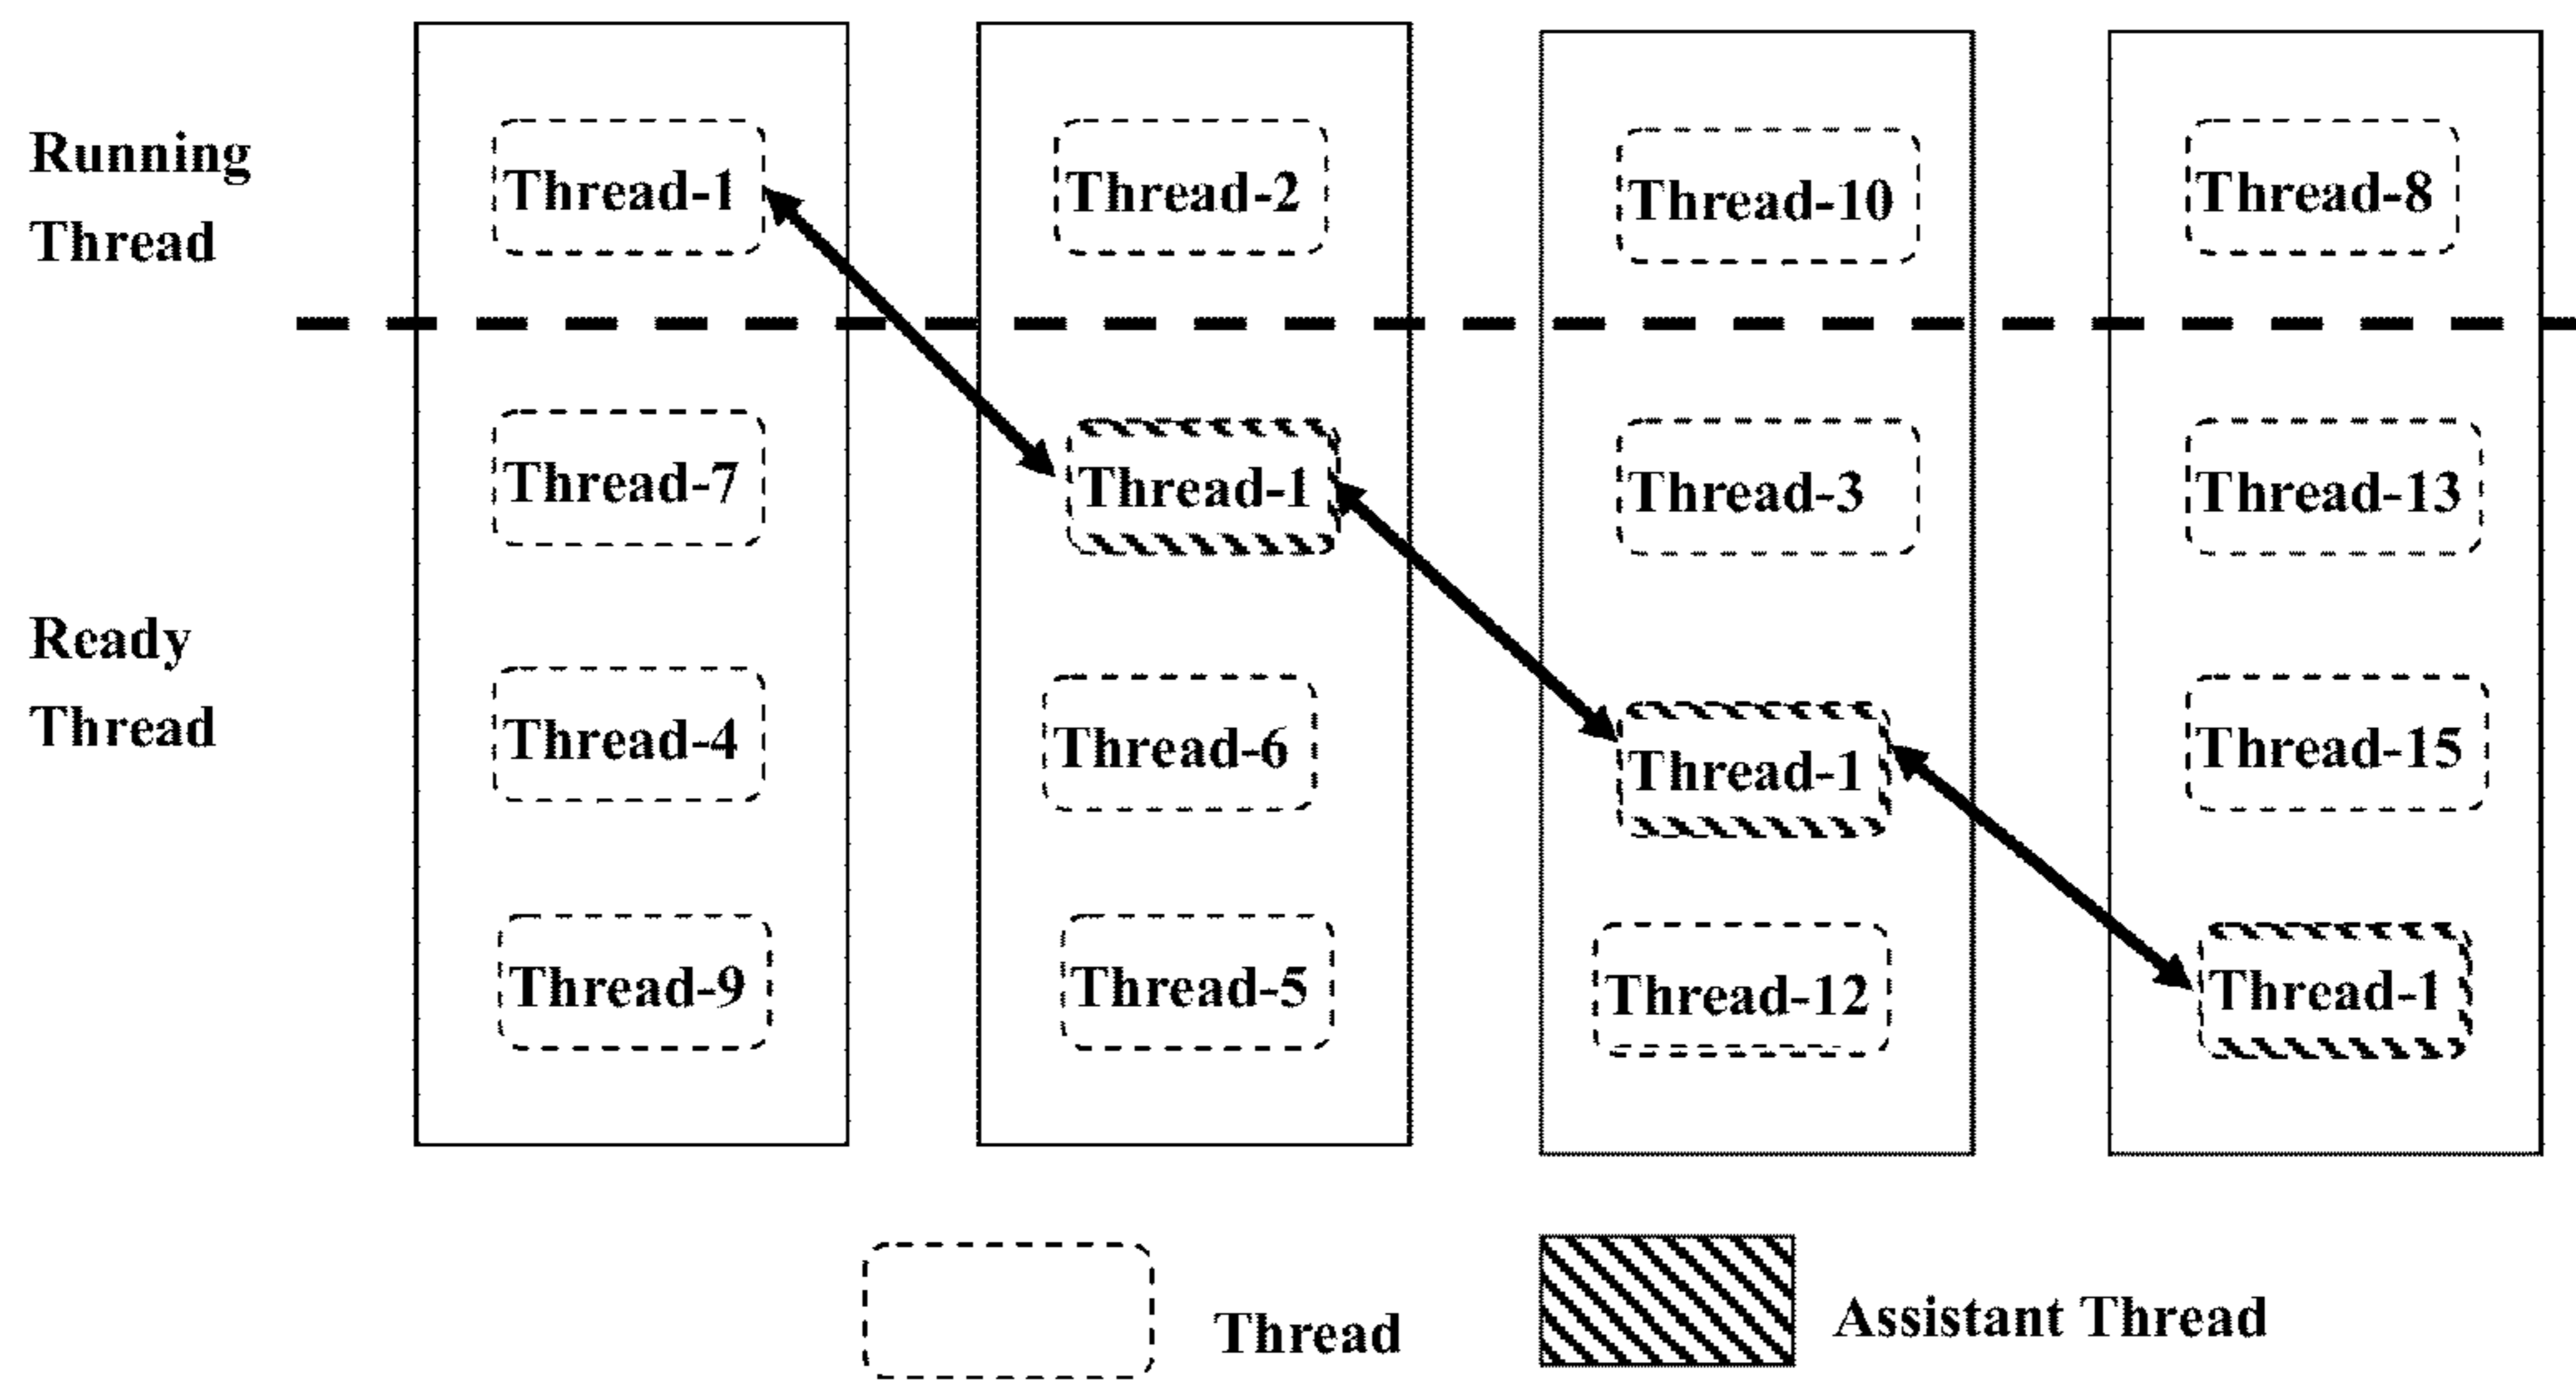 Running
Thread
Thread-1
Thread-2
Thread-10
Thread-8
Ready
Thread
Thread-7
Thread-1
Thread-3
Thread-13
Thread-4
Thread-6
Thread-1
Thread-15
Thread-9
Thread-5
Thread-12
Thread-1
Thread
Assistant Thread